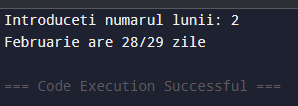 Introduceti numarul lunii: 2
Februarie are 28/29 zile
=== Code Execution Successful ===